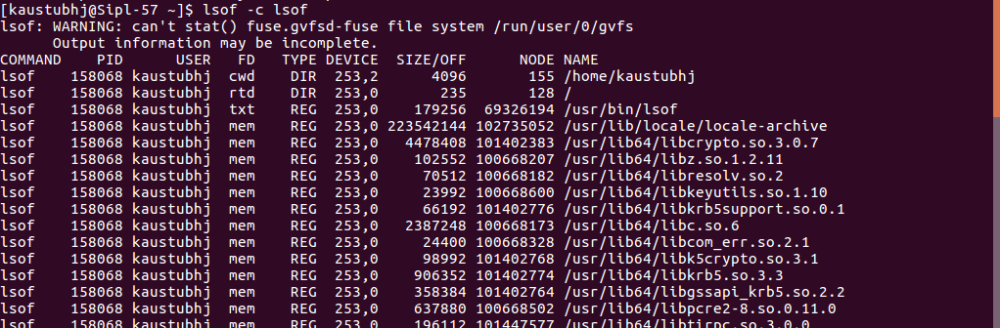 [kaustubhj@Sipl-57 ~]$ lsof -c lsof
lsof: WARNING: can't stat() fuse.gvfsd-fuse file system /run/user/0/gvfs
      Output information may be incomplete.
COMMAND    PID      USER   FD   TYPE DEVICE  SIZE/OFF      NODE NAME
lsof    158068 kaustubhj  cwd    DIR  253,2      4096       155 /home/kaustubhj
lsof    158068 kaustubhj  rtd    DIR  253,0       235       128 /
lsof    158068 kaustubhj  txt    REG  253,0    179256  69326194 /usr/bin/lsof
lsof    158068 kaustubhj  mem    REG  253,0 223542144 102735052 /usr/lib/locale/locale-archive
lsof    158068 kaustubhj  mem    REG  253,0   4478408 101402383 /usr/lib64/libcrypto.so.3.0.7
lsof    158068 kaustubhj  mem    REG  253,0    102552 100668207 /usr/lib64/libz.so.1.2.11
lsof    158068 kaustubhj  mem    REG  253,0     70512 100668182 /usr/lib64/libresolv.so.2
lsof    158068 kaustubhj  mem    REG  253,0     23992 100668600 /usr/lib64/libkeyutils.so.1.10
lsof    158068 kaustubhj  mem    REG  253,0     66192 101402776 /usr/lib64/libkrb5support.so.0.1
lsof    158068 kaustubhj  mem    REG  253,0   2387248 100668173 /usr/lib64/libc.so.6
lsof    158068 kaustubhj  mem    REG  253,0     24400 100668328 /usr/lib64/libcom_err.so.2.1
lsof    158068 kaustubhj  mem    REG  253,0     98992 101402768 /usr/lib64/libk5crypto.so.3.1
lsof    158068 kaustubhj  mem    REG  253,0    906352 101402774 /usr/lib64/libkrb5.so.3.3
lsof    158068 kaustubhj  mem    REG  253,0    358384 101402764 /usr/lib64/libgssapi_krb5.so.2.2
lsof    158068 kaustubhj  mem    REG  253,0    637880 100668502 /usr/lib64/libpcre2-8.so.0.11.0
lsof    158068 kaustubhj  mem    REG  253,0    196112 101447577 /usr/lib64/libtirpc.so.3.0.0